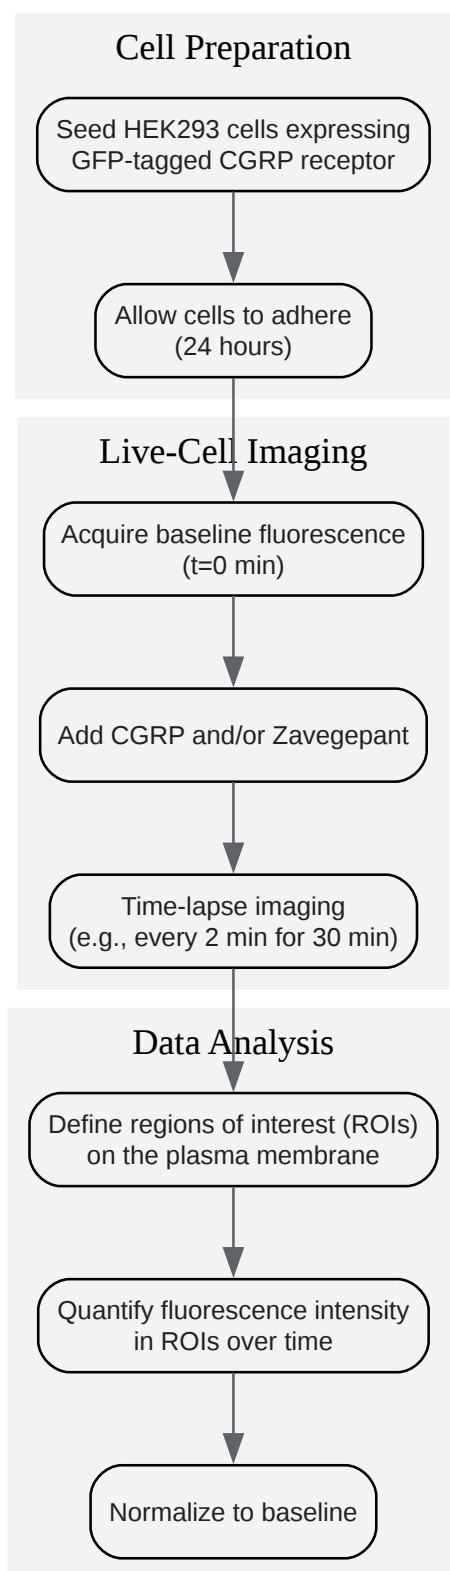 Cell Preparation
Seed HEK293 cells expressing
GFP-tagged CGRP receptor
Allow cells to adhere
(24 hours)
Live-Cell Imaging
Acquire baseline fluorescence
(t=0 min)
Add CGRP and/or Zavegepant
Time-lapse imaging
(e.g., every 2 min for 30 min)
Data Analysis
Define regions of interest (ROIs)
on the plasma membrane
Quantify fluorescence intensity
in ROIs over time
Normalize to baseline